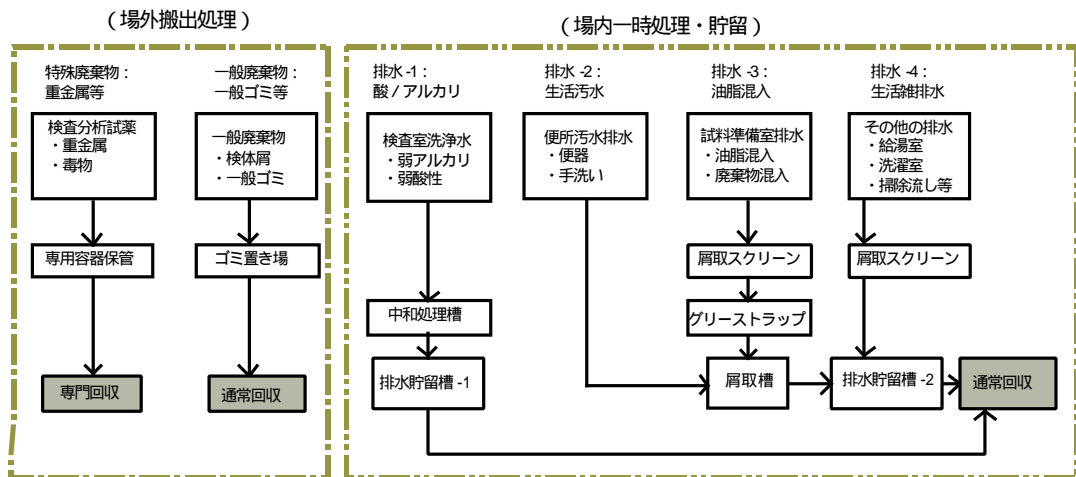 （場外搬出処理）
特殊廃棄物：
重金属等
検査分析試薬
・重金属
・毒物
専用容器保管
専門回収
一般廃棄物：
一般ゴミ等
一般廃棄物
・検体屑
・一般ゴミ
ゴミ置き場
通常回収
（場内一時処理・貯留）
排水-1：
酸/アルカリ
検査室洗浄水
・弱アルカリ
・弱酸性
中和処理槽
排水貯留槽-1
排水-2：
生活汚水
便所汚水排水
・便器
・手洗い
排水-3：
油脂混入
試料準備室排水
・油脂混入
・廃棄物混入
屑取スクリーン
グリーストラップ
屑取槽
排水-4：
生活雑排水
その他の排水
・給湯室
・洗濯室
・掃除流し等
屑取スクリーン
排水貯留槽-2
通常回収